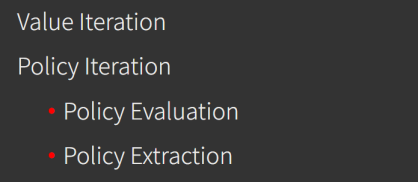 Value Iteration
Policy Iteration
• Policy Evaluation
• Policy Extraction